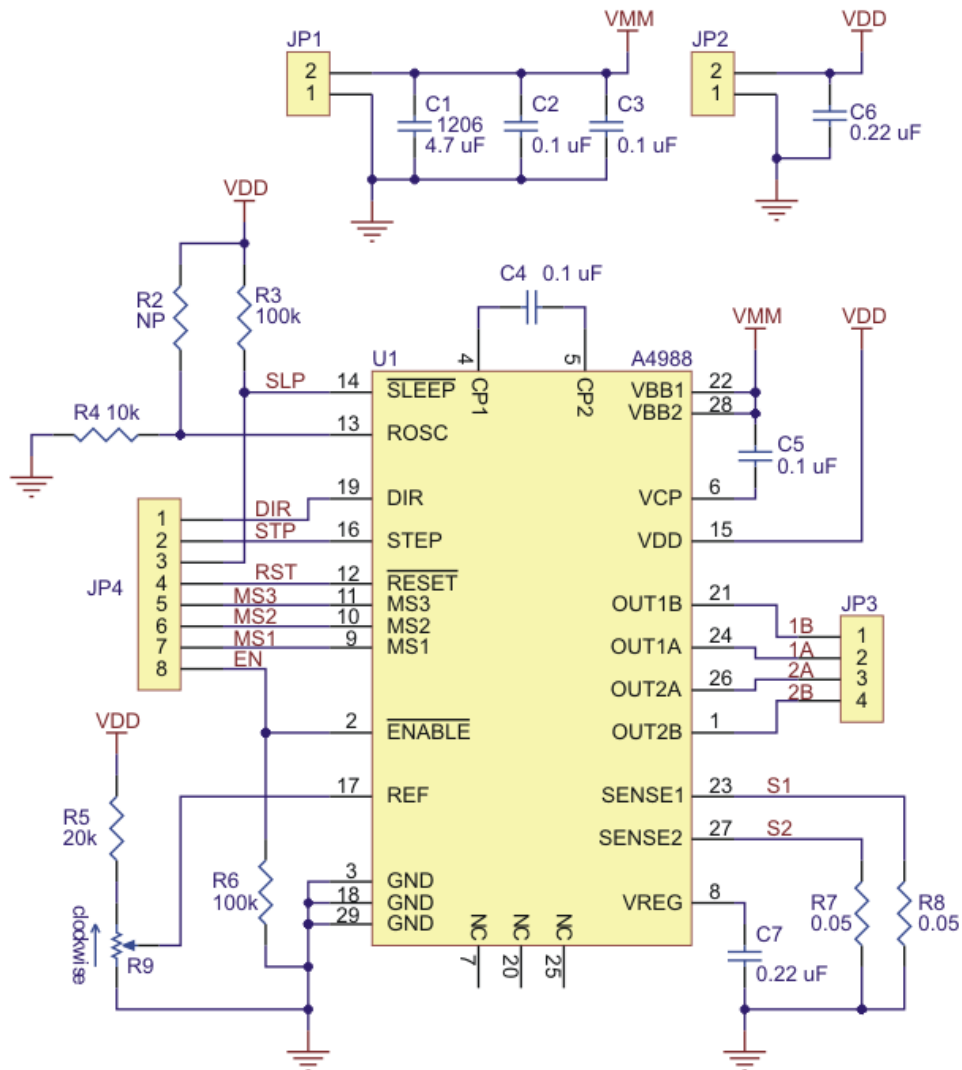 JP1
2
1
VMM
C1
1206
4.7 uF
C2
0.1 uF
C3
0.1 uF
JP2
2
1
VDD
C6
0.22 uF
VDD
R2
NP
R3
100k
SLP
R4 10k
C4 0.1 uF
4
5
U1
A4988
CP1
CP2
VMM
VDD
14
SLEEP
13
ROSC
19
DIR
16
STEP
12
RESET
11
MS3
10
MS2
9
MS1
2
ENABLE
17
REF
3
GND
18
GND
29
GND
VBB1
22
VBB2
28
C5
0.1 uF
VCP
6
VDD
15
OUT1B
21
OUT1A
24
OUT2A
26
OUT2B
1
SENSE1
23
S1
SENSE2
27
S2
VREG
8
NC
7
NC
20
NC
25
JP4
1
2
3
4
5
6
7
8
DIR
STP
RST
MS3
MS2
MS1
EN
JP3
1B
1A
2A
2B
1
2
3
4
VDD
R5
20k
R6
100k
clockwise
R9
R7
0.05
R8
0.05
C7
0.22 uF